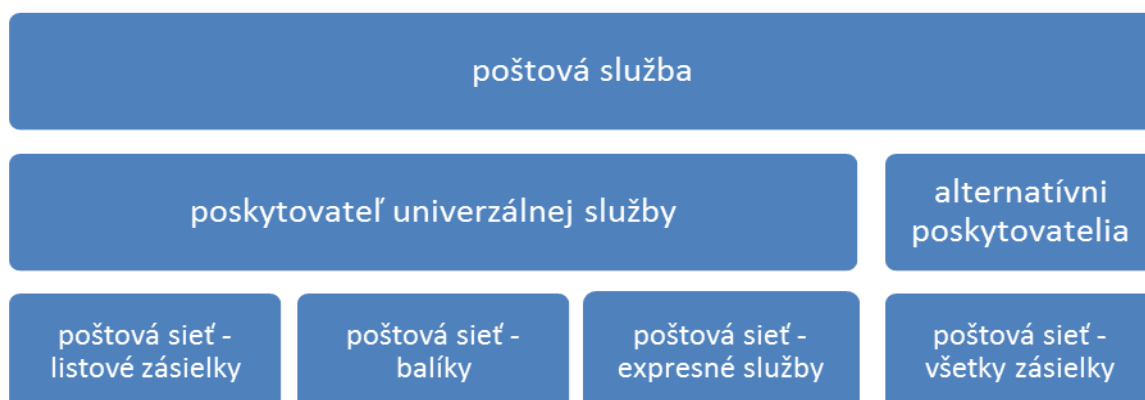 poštová služba
poskytovateľ univerzálnej služby
alternatívni
poskytovatelia
poštová sieť -
listové zásielky
poštová sieť -
balíky
poštová sieť -
expresné služby
poštová sieť -
všetky zásielky